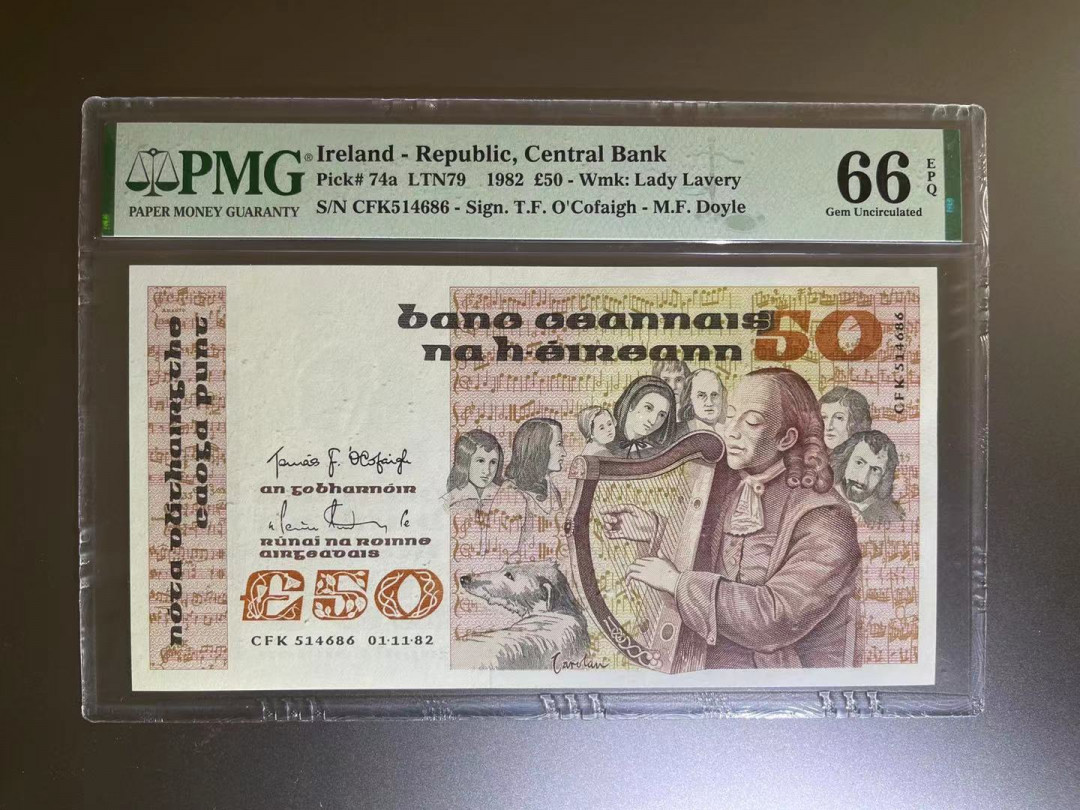 PMG®
PAPER MONEY GUARANTY
Ireland - Republic, Central Bank
Pick# 74a LTN79 1982 £50 - Wmk: Lady Lavery
S/N CFK514686 - Sign. T.F. O'Cofaigh - M.F. Doyle
66
EPQ
Gem Uncirculated
banc ceannais
na h-éireann
50
CFK 514686
nóta dlíthairgthe
caoga punt
Tomás F. Ó Cofaigh
an gobharnóir
rúnaí na roinne
airgeadais
£50
CFK 514686 01·11·82
Carolan